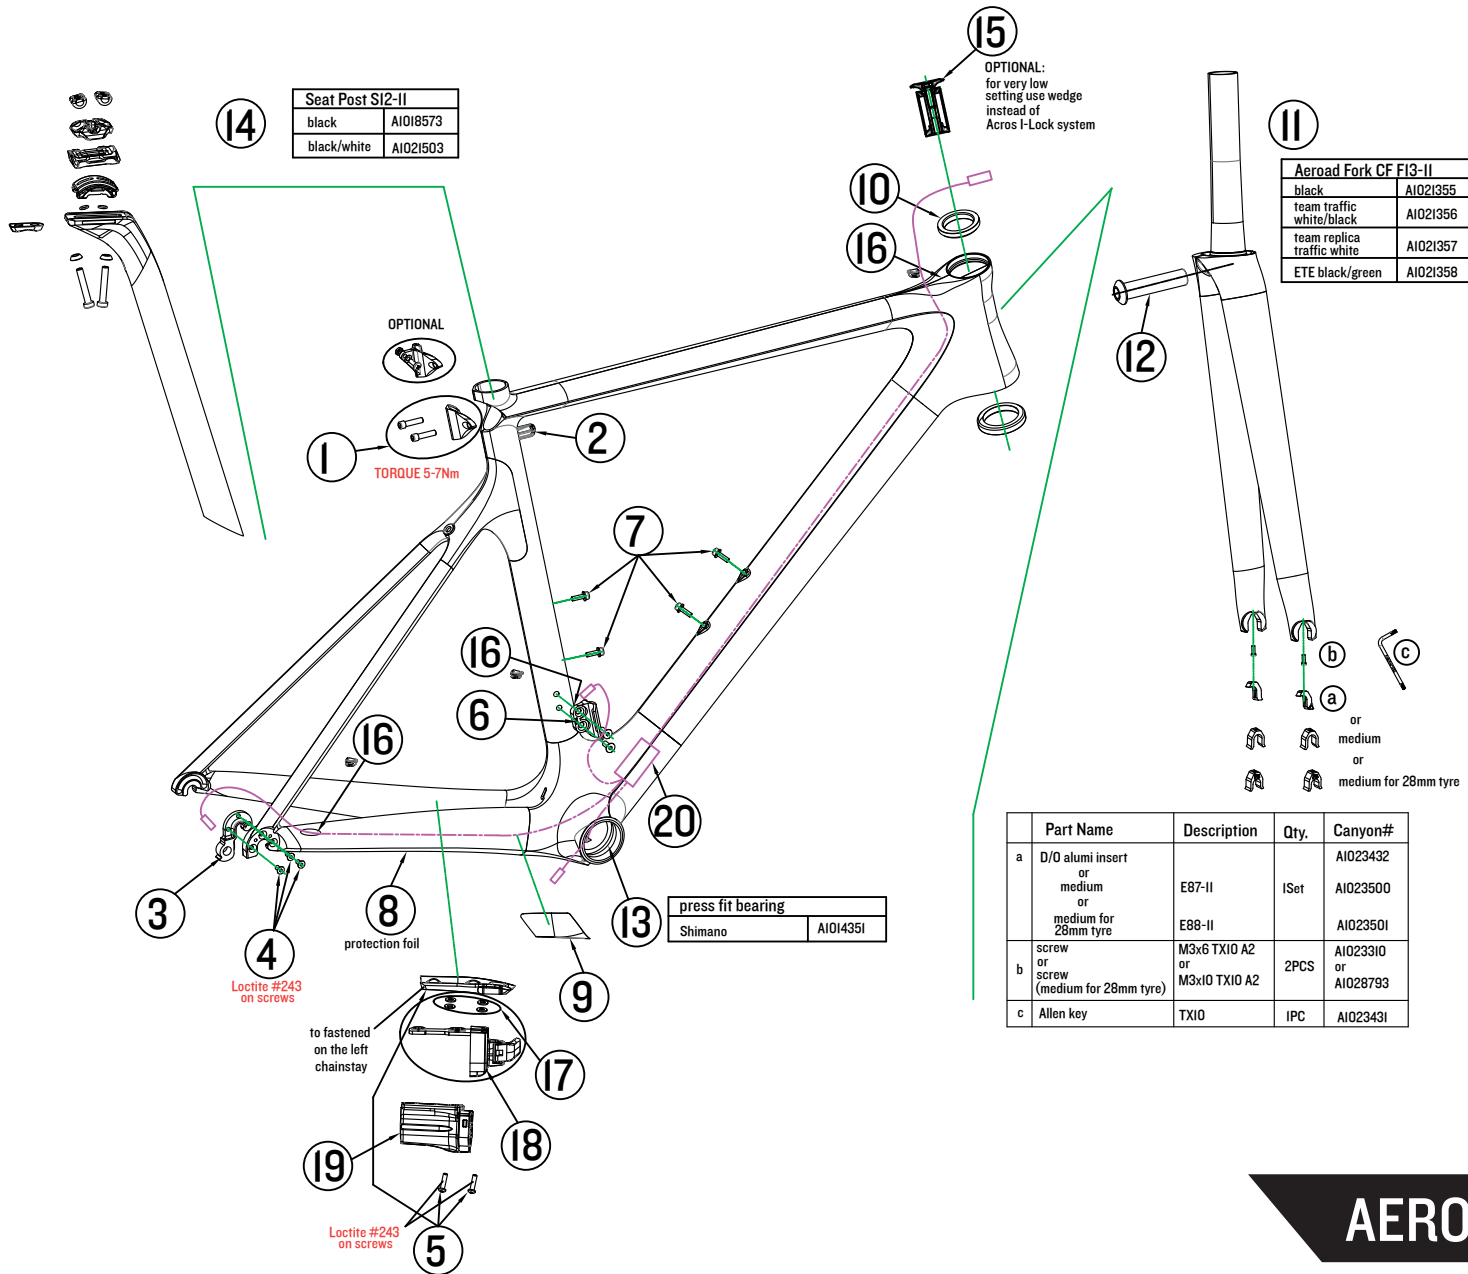 15
OPTIONAL:
for very low
setting use wedge
instead of
Acros I-Lock system
14
Seat Post S12-11
black A1018573
black/white A1021503
11
Aeroad Fork CF F13-11
black A1021355
team traffic
white/black A1021356
team replica
traffic white A1021357
ETE black/green A1021358
10
16
12
OPTIONAL
1
2
TORQUE 5-7Nm
7
16
6
16
20
b
c
a
or
medium
or
medium for 28mm tyre
3
4
Loctite #243
on screws
8
protection foil
13
press fit bearing
Shimano A1014351
9
Part Name Description Qty. Canyon#
a D/O alumi insert A1023432
or
medium E87-11 1Set A1023500
or
medium for
28mm tyre E88-11 A1023501
b screw M3x6 TX10 A2 2PCS A1023310
or or or
screw M3x10 TX10 A2 A1028793
(medium for 28mm tyre)
c Allen key TX10 1PC A1023431
to fastened
on the left
chainstay
17
18
19
Loctite #243
on screws
5
AERO